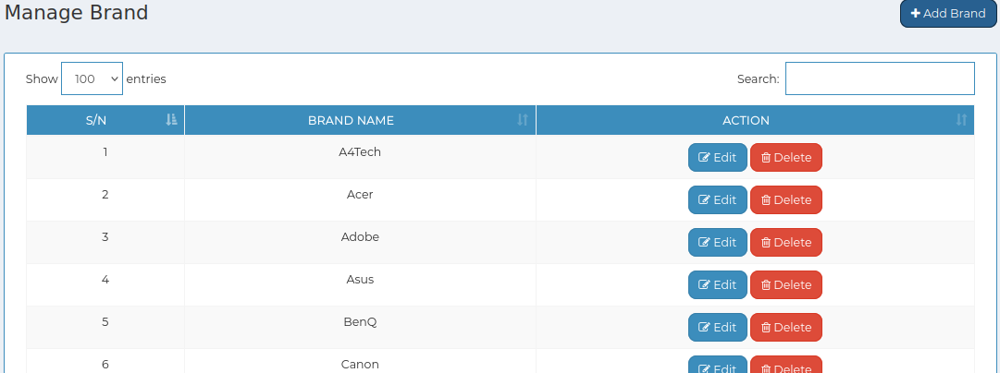 Manage Brand
Add Brand
Show 100 entries
Search:
S/N BRAND NAME ACTION
1 A4Tech Edit Delete
2 Acer Edit Delete
3 Adobe Edit Delete
4 Asus Edit Delete
5 BenQ Edit Delete
6 Canon Edit Delete